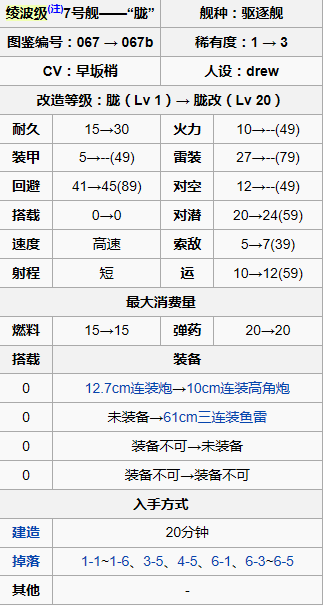 绫波级(注)7号舰——“胧” 舰种：驱逐舰
图鉴编号：067 → 067b 稀有度：1 → 3
CV：早坂梢 人设：drew
改造等级：胧（Lv 1）→ 胧改（Lv 20）
耐久 15→30 火力 10→--(49)
装甲 5→--(49) 雷装 27→--(79)
回避 41→45(89) 对空 12→--(49)
搭载 0→0 对潜 20→24(59)
速度 高速 索敌 5→7(39)
射程 短 运 10→12(59)
最大消费量
燃料 15→15 弹药 20→20
搭载 装备
0 12.7cm连装炮→10cm连装高角炮
0 未装备→61cm三连装鱼雷
0 装备不可→未装备
0 装备不可→装备不可
入手方式
建造 20分钟
掉落 1-1~1-6、3-5、4-5、6-1、6-3~6-5
其他 -